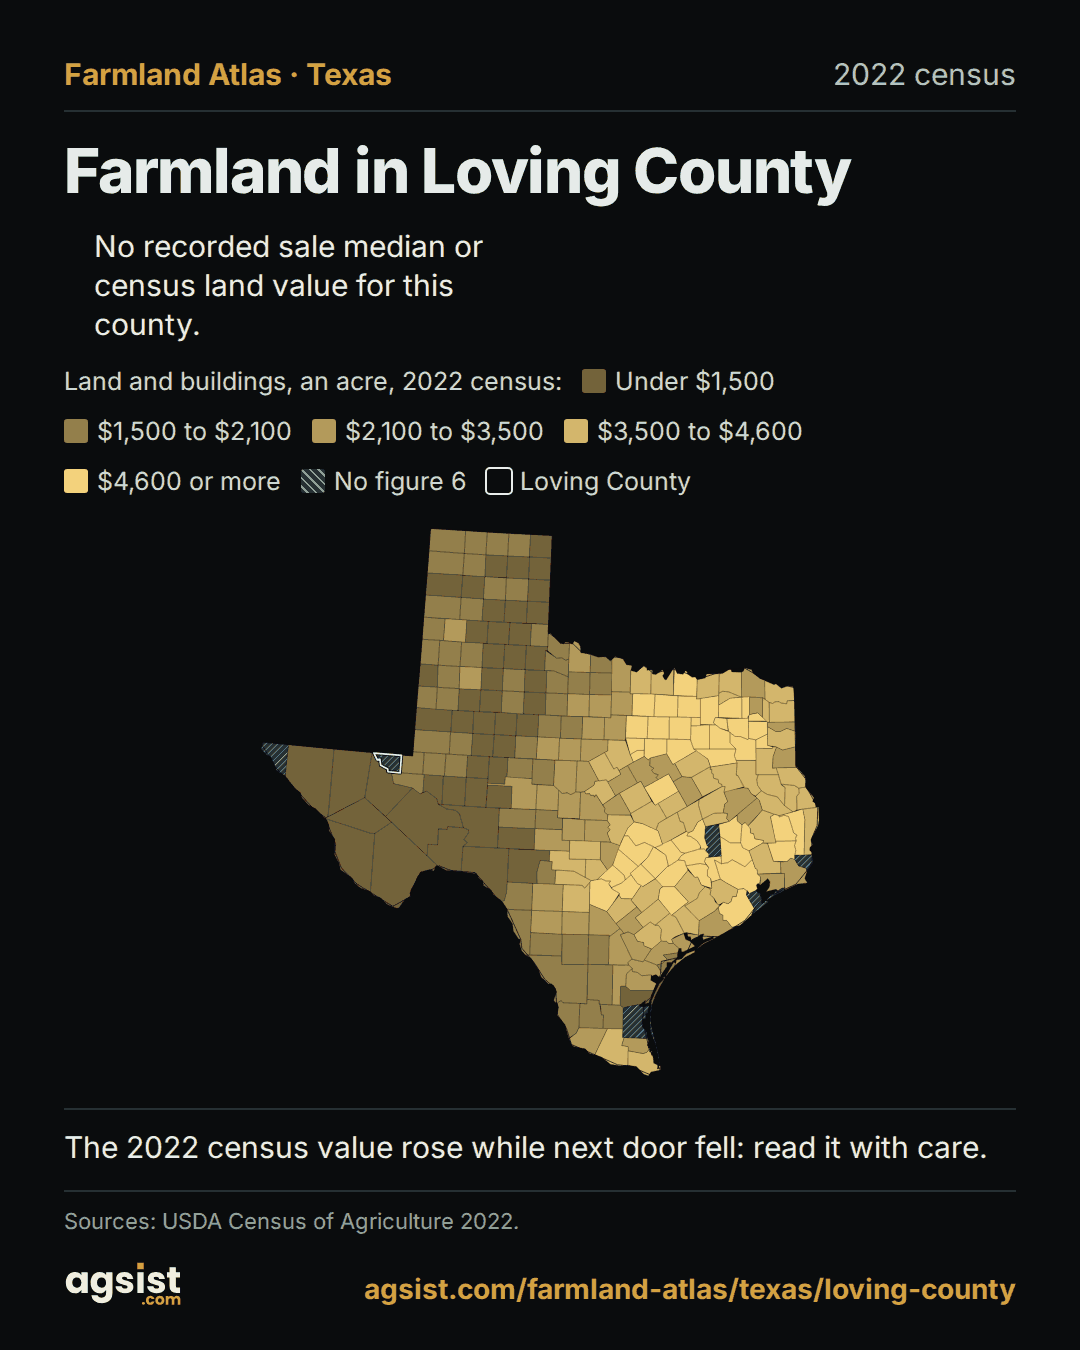 Farmland Atlas · Texas
2022 census
Farmland in Loving County
No recorded sale median or
census land value for this
county.
Land and buildings, an acre, 2022 census: Under $1,500
$1,500 to $2,100 $2,100 to $3,500 $3,500 to $4,600
$4,600 or more No figure 6 Loving County
The 2022 census value rose while next door fell: read it with care.
Sources: USDA Census of Agriculture 2022.
agsist
.com
agsist.com/farmland-atlas/texas/loving-county